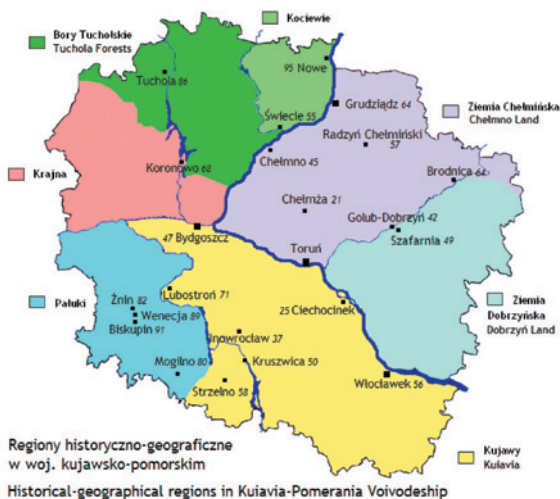 Bory Tucholskie
Tuchola Forests
Kociewie
Tuchola 86
95 Nowe
Grudziądz 64
Ziemia Chełmińska
Chełmno Land
Świecie 55
Radzyń Chełmiński
57
Krajna
Koronowo 68
Chełmno 45
Brodnica 64
Chełmża 21
Golub-Dobrzyń 42
Szafarnia 49
47 Bydgoszcz
Toruń
Pałuki
Lubostroń 71
Żnin 82
Wenecja 89
Biskupin 91
25 Ciechocinek
Ziemia
Dobrzyńska
Dobrzyń Land
Inowrocław 37
Mogilno 80
Kruszwica 50
Strzelno 58
Włocławek 56
Kujawy
Kuiavia
Regiony historyczno-geograficzne
w woj. kujawsko-pomorskim
Historical-geographical regions in Kuiavia-Pomerania Voivodeship